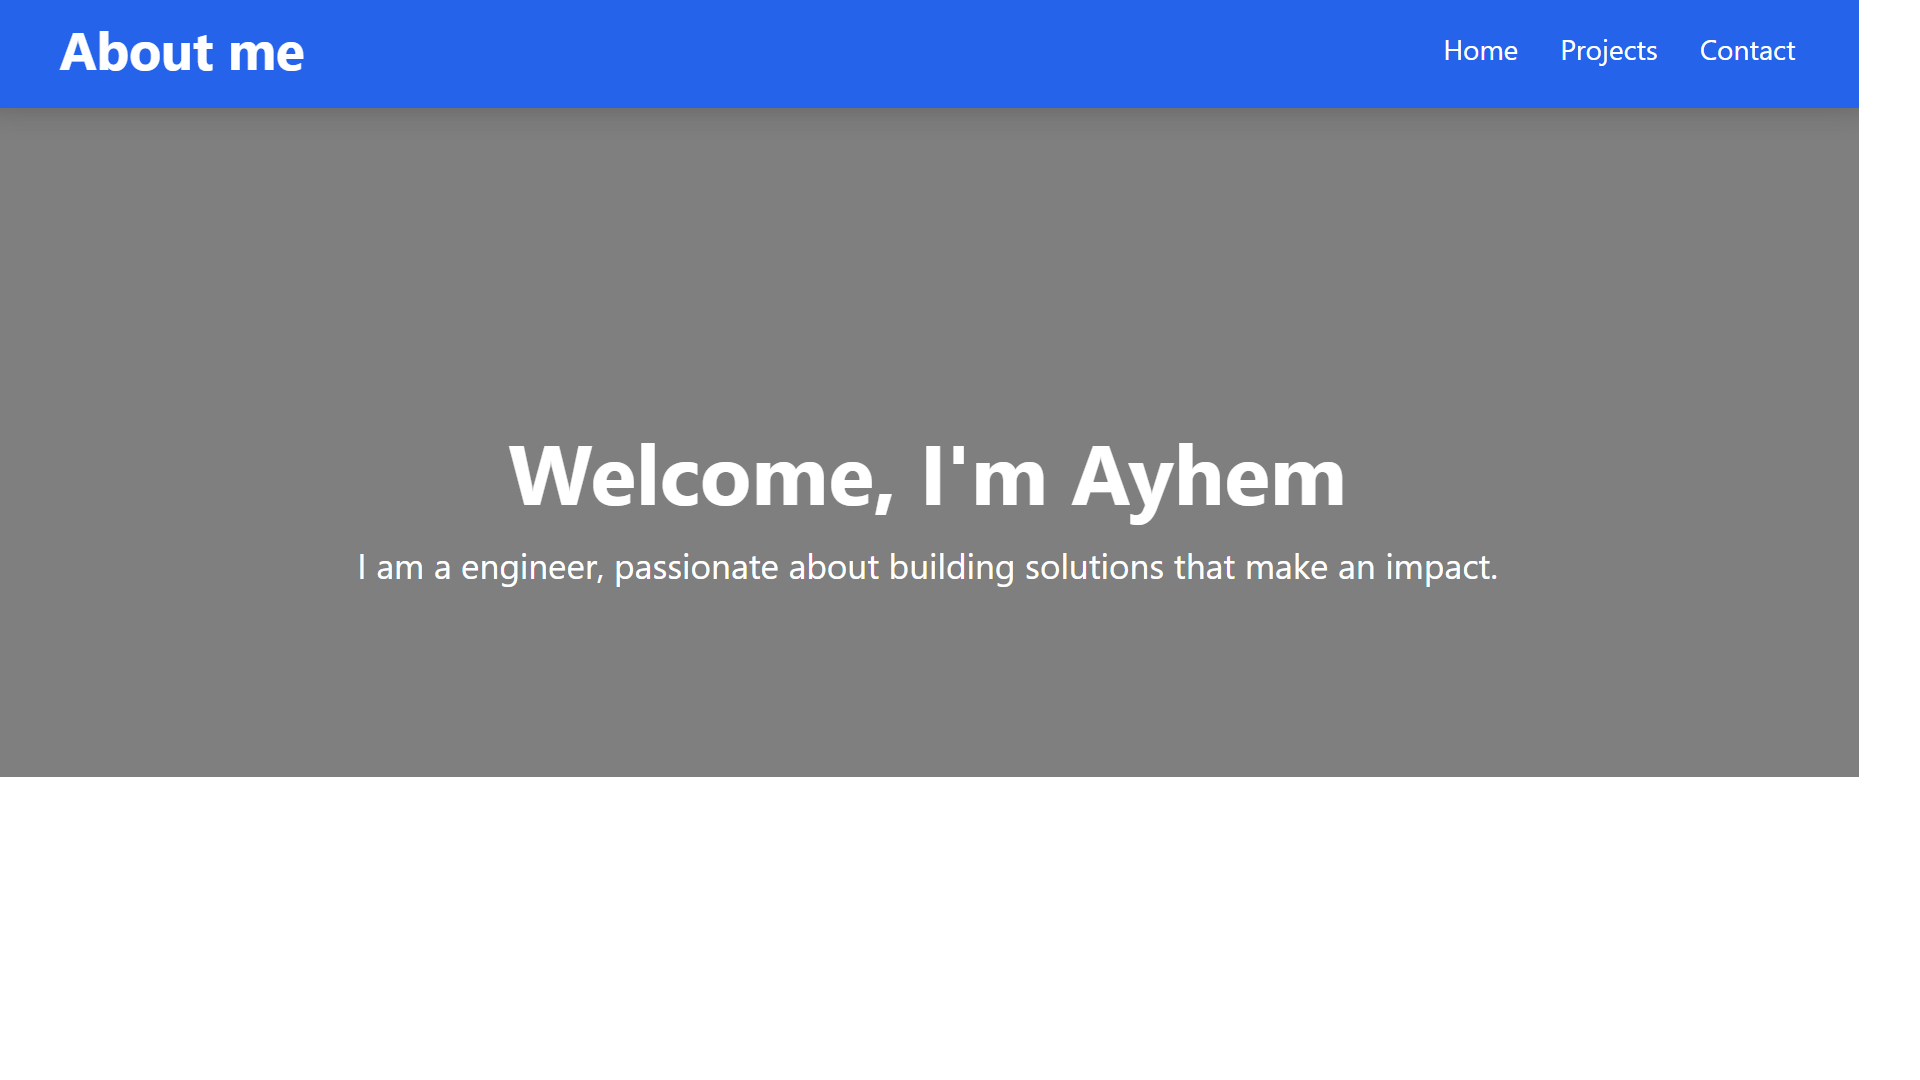 About me
Home Projects Contact
Welcome, I'm Ayhem
I am a engineer, passionate about building solutions that make an impact.